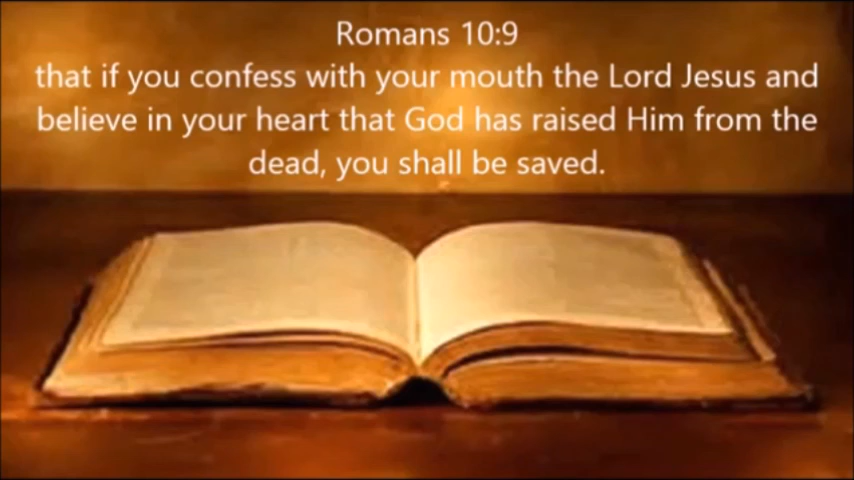 Romans 10:9
that if you confess with your mouth the Lord Jesus and
believe in your heart that God has raised Him from the
dead, you shall be saved.